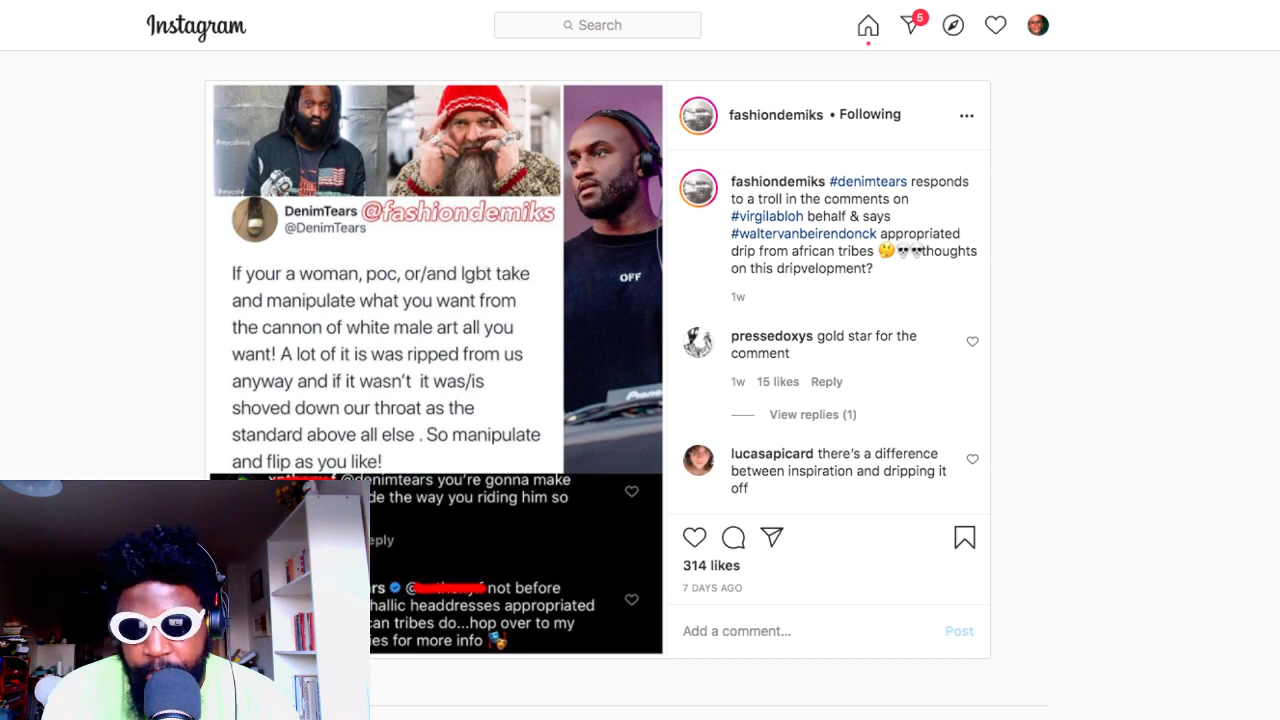 Instagram
Search
5
#mycalvins
DenimTears
@fashiondemiks
@DenimTears
If your a woman, poc, or/and lgbt take
and manipulate what you want from
the cannon of white male art all you
want! A lot of it is was ripped from us
anyway and if it wasn't it was/is
shoved down our throat as the
standard above all else . So manipulate
and flip as you like!
OFF
@denimtears you're gonna make
de the way you riding him so
eply
rs @ not before
hallic headdresses appropriated
can tribes do...hop over to my
ies for more info
fashiondemiks • Following
fashiondemiks #denimtears responds
to a troll in the comments on
#virgilabloh behalf & says
#waltervanbeirendonck appropriated
drip from african tribes 🤔💀💀thoughts
on this dripvelopment?
1w
pressedoxys gold star for the
comment
1w 15 likes Reply
View replies (1)
lucasapicard there's a difference
between inspiration and dripping it
off
314 likes
7 DAYS AGO
Add a comment...
Post